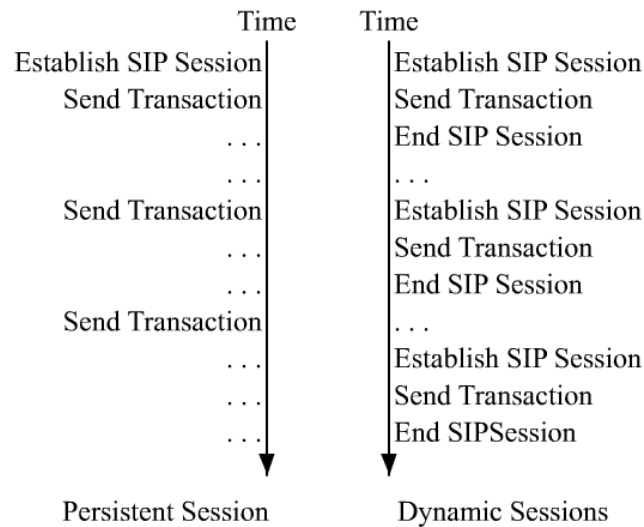 Time Time
Establish SIP Session Establish SIP Session
Send Transaction Send Transaction
. . . End SIP Session
. . . . . .
Send Transaction Establish SIP Session
. . . Send Transaction
. . . End SIP Session
Send Transaction . . .
. . . Establish SIP Session
. . . Send Transaction
. . . End SIPSession
Persistent Session Dynamic Sessions